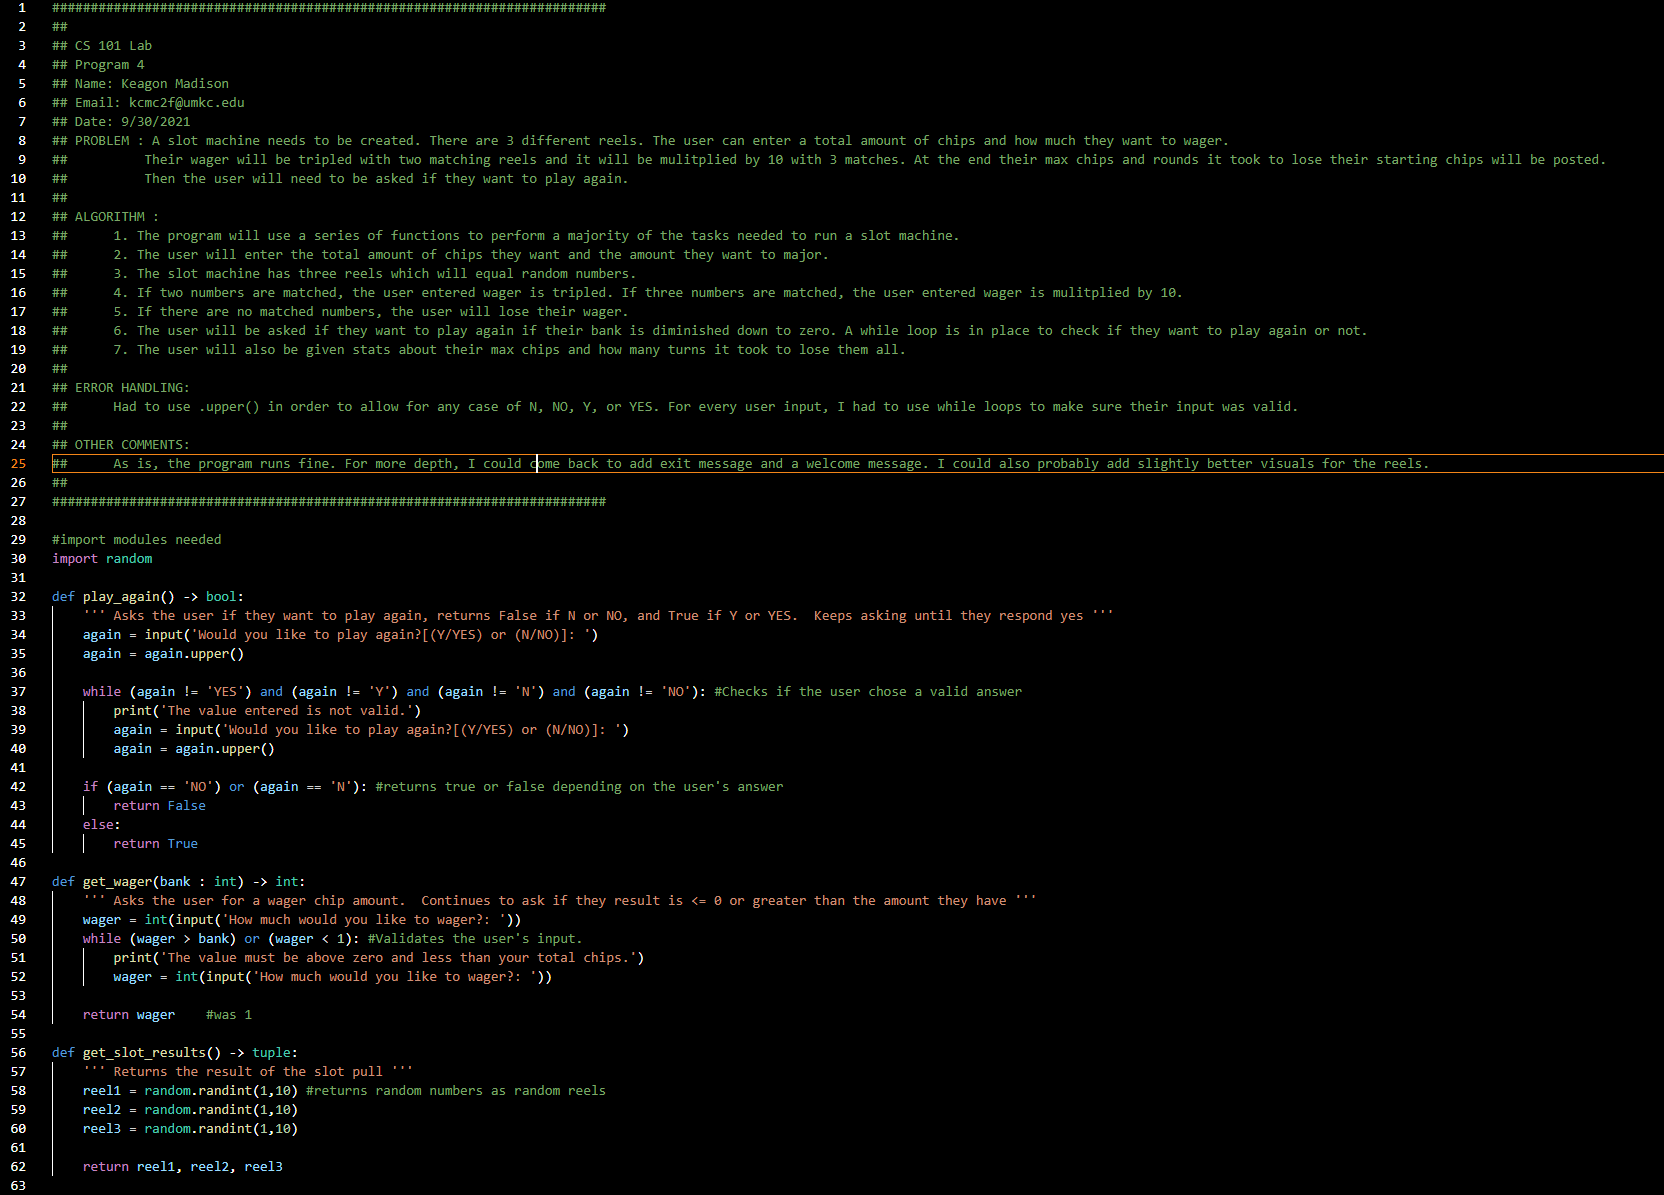 1 ########################################################################
2 ##
3 ## CS 101 Lab
4 ## Program 4
5 ## Name: Keagon Madison
6 ## Email: kcmc2f@umkc.edu
7 ## Date: 9/30/2021
8 ## PROBLEM : A slot machine needs to be created. There are 3 different reels. The user can enter a total amount of chips and how much they want to wager.
9 ##          Their wager will be tripled with two matching reels and it will be mulitplied by 10 with 3 matches. At the end their max chips and rounds it took to lose their starting chips will be posted.
10 ##          Then the user will need to be asked if they want to play again.
11 ##
12 ## ALGORITHM :
13 ##      1. The program will use a series of functions to perform a majority of the tasks needed to run a slot machine.
14 ##      2. The user will enter the total amount of chips they want and the amount they want to major.
15 ##      3. The slot machine has three reels which will equal random numbers.
16 ##      4. If two numbers are matched, the user entered wager is tripled. If three numbers are matched, the user entered wager is mulitplied by 10.
17 ##      5. If there are no matched numbers, the user will lose their wager.
18 ##      6. The user will be asked if they want to play again if their bank is diminished down to zero. A while loop is in place to check if they want to play again or not.
19 ##      7. The user will also be given stats about their max chips and how many turns it took to lose them all.
20 ##
21 ## ERROR HANDLING:
22 ##      Had to use .upper() in order to allow for any case of N, NO, Y, or YES. For every user input, I had to use while loops to make sure their input was valid.
23 ##
24 ## OTHER COMMENTS:
25 ##      As is, the program runs fine. For more depth, I could come back to add exit message and a welcome message. I could also probably add slightly better visuals for the reels.
26 ##
27 ########################################################################
28
29 #import modules needed
30 import random
31
32 def play_again() -> bool:
33     ''' Asks the user if they want to play again, returns False if N or NO, and True if Y or YES.  Keeps asking until they respond yes '''
34     again = input('Would you like to play again?[(Y/YES) or (N/NO)]: ')
35     again = again.upper()
36
37     while (again != 'YES') and (again != 'Y') and (again != 'N') and (again != 'NO'): #Checks if the user chose a valid answer
38         print('The value entered is not valid.')
39         again = input('Would you like to play again?[(Y/YES) or (N/NO)]: ')
40         again = again.upper()
41
42     if (again == 'NO') or (again == 'N'): #returns true or false depending on the user's answer
43         return False
44     else:
45         return True
46
47 def get_wager(bank : int) -> int:
48     ''' Asks the user for a wager chip amount.  Continues to ask if they result is <= 0 or greater than the amount they have '''
49     wager = int(input('How much would you like to wager?: '))
50     while (wager > bank) or (wager < 1): #Validates the user's input.
51         print('The value must be above zero and less than your total chips.')
52         wager = int(input('How much would you like to wager?: '))
53
54     return wager    #was 1
55
56 def get_slot_results() -> tuple:
57     ''' Returns the result of the slot pull '''
58     reel1 = random.randint(1,10) #returns random numbers as random reels
59     reel2 = random.randint(1,10)
60     reel3 = random.randint(1,10)
61
62     return reel1, reel2, reel3
63